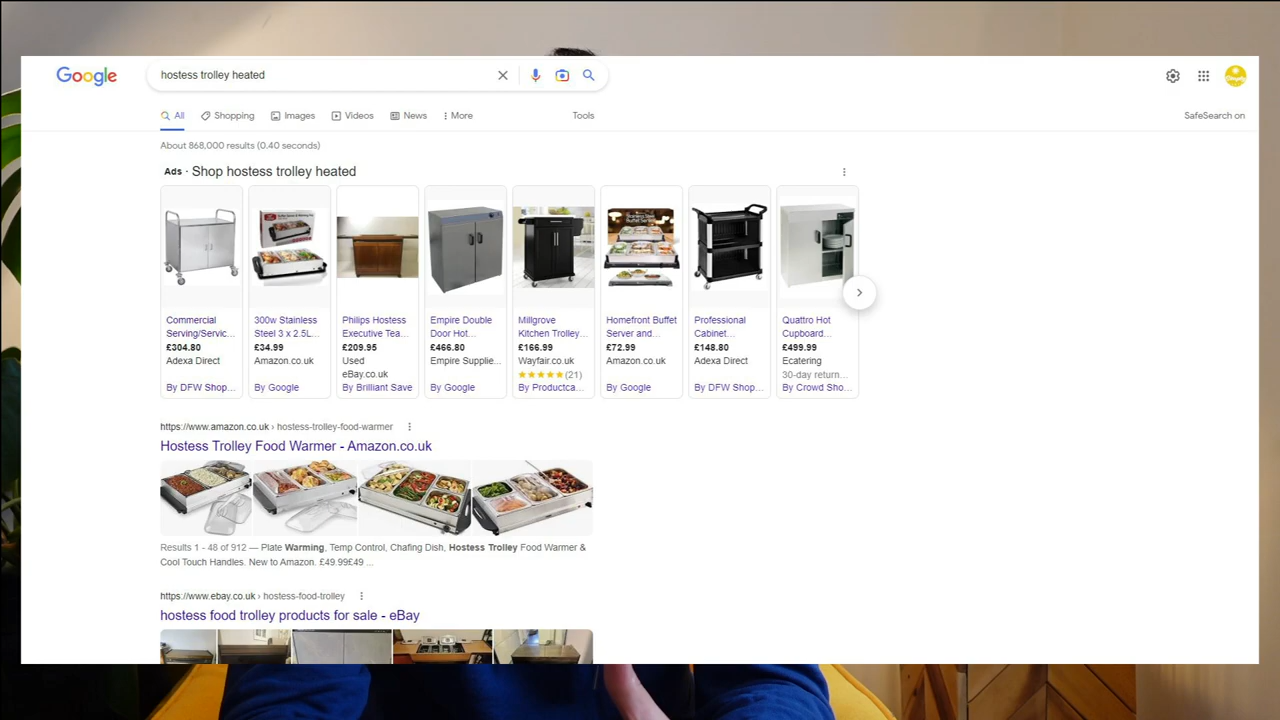 Google
hostess trolley heated
All
Shopping
Images
Videos
News
More
Tools
SafeSearch on
About 868,000 results (0.40 seconds)
Ads · Shop hostess trolley heated
Commercial
Serving/Servic...
£304.80
Adexa Direct
By DFW Shop...
300w Stainless
Steel 3 x 2.5L...
£34.99
Amazon.co.uk
By Google
Philips Hostess
Executive Tea...
£209.95
Used
eBay.co.uk
By Brilliant Save
Empire Double
Door Hot...
£466.80
Empire Supplie...
By Google
Millgrove
Kitchen Trolley...
£166.99
Wayfair.co.uk
(21)
By Productca...
Homefront Buffet
Server and...
£72.99
Amazon.co.uk
By Google
Professional
Cabinet...
£148.80
Adexa Direct
By DFW Shop...
Quattro Hot
Cupboard...
£499.99
Ecatering
30-day return...
By Crowd Sho...
https://www.amazon.co.uk › hostess-trolley-food-warmer
Hostess Trolley Food Warmer - Amazon.co.uk
Results 1 - 48 of 912 — Plate Warming, Temp Control, Chafing Dish, Hostess Trolley Food Warmer &
Cool Touch Handles. New to Amazon. £49.99£49 ...
https://www.ebay.co.uk › hostess-food-trolley
hostess food trolley products for sale - eBay